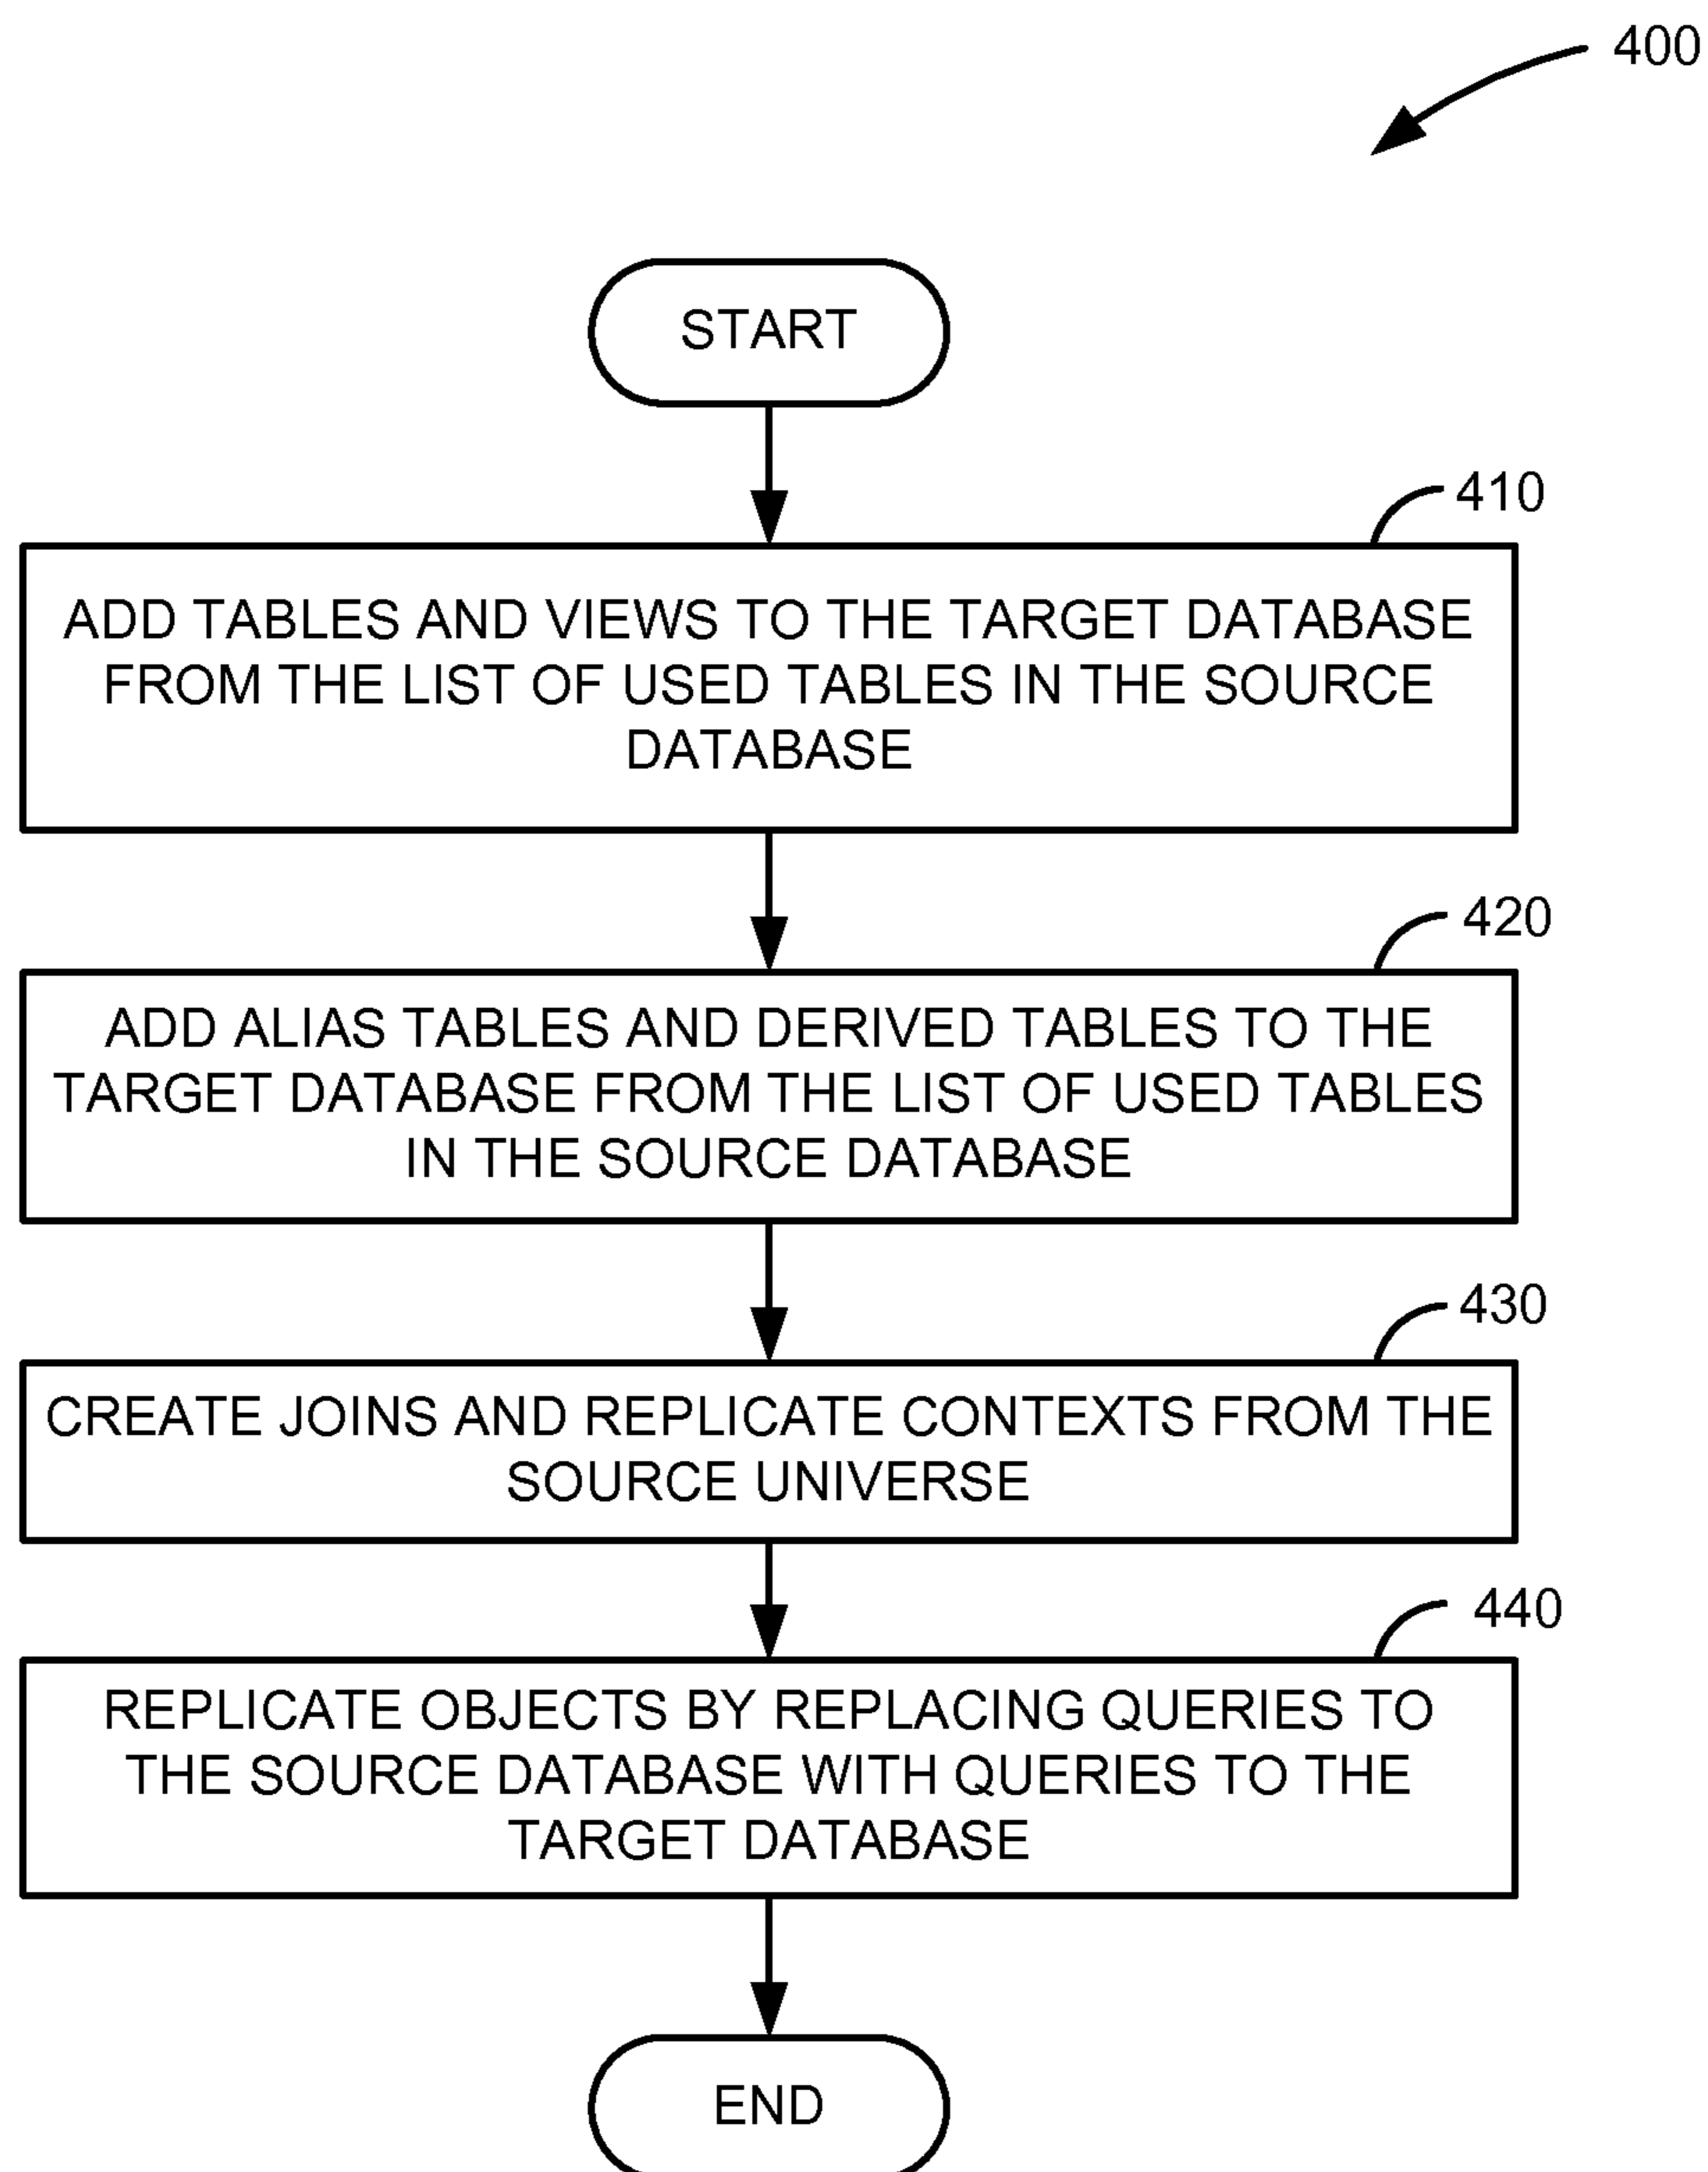 400
START
410
ADD TABLES AND VIEWS TO THE TARGET DATABASE
FROM THE LIST OF USED TABLES IN THE SOURCE
DATABASE
420
ADD ALIAS TABLES AND DERIVED TABLES TO THE
TARGET DATABASE FROM THE LIST OF USED TABLES
IN THE SOURCE DATABASE
430
CREATE JOINS AND REPLICATE CONTEXTS FROM THE
SOURCE UNIVERSE
440
REPLICATE OBJECTS BY REPLACING QUERIES TO
THE SOURCE DATABASE WITH QUERIES TO THE
TARGET DATABASE
END